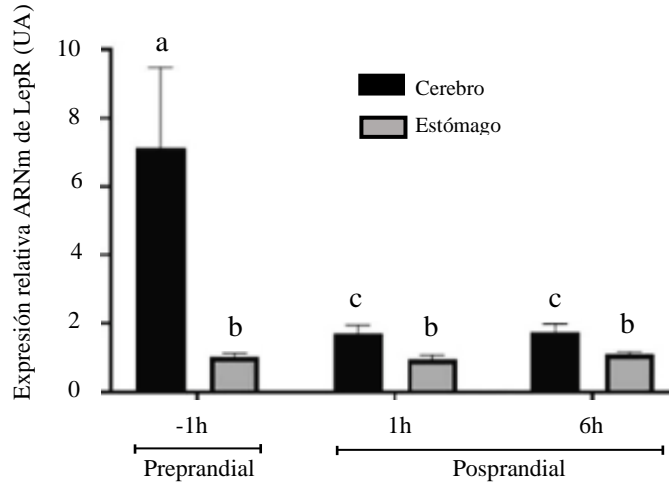 Expresión relativa ARNm de LepR (UA)
10
8
6
4
2
0
a
b
c
b
c
b
Cerebro
Estómago
-1h
1h
6h
Preprandial
Posprandial